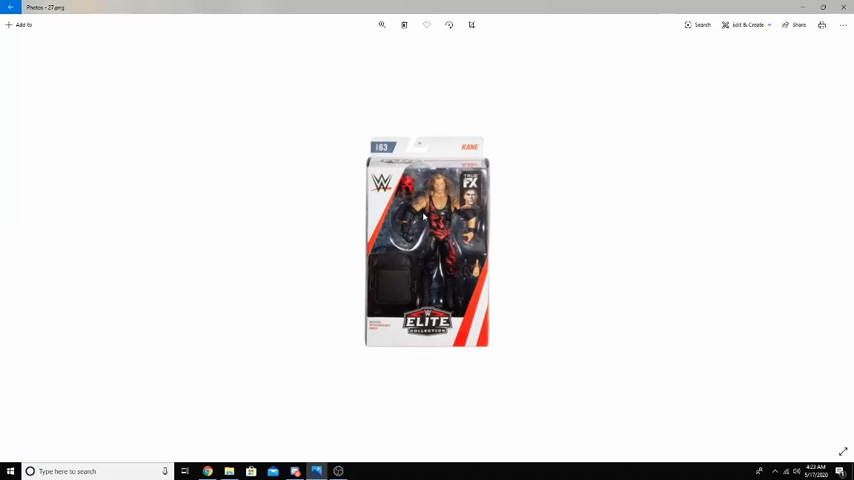 Photos - 27.png
Add to
Search
Edit & Create
Share
63
KANE
W
TRUE
FX
ELITE
COLLECTION
Type here to search
4:23 AM
5/17/2020